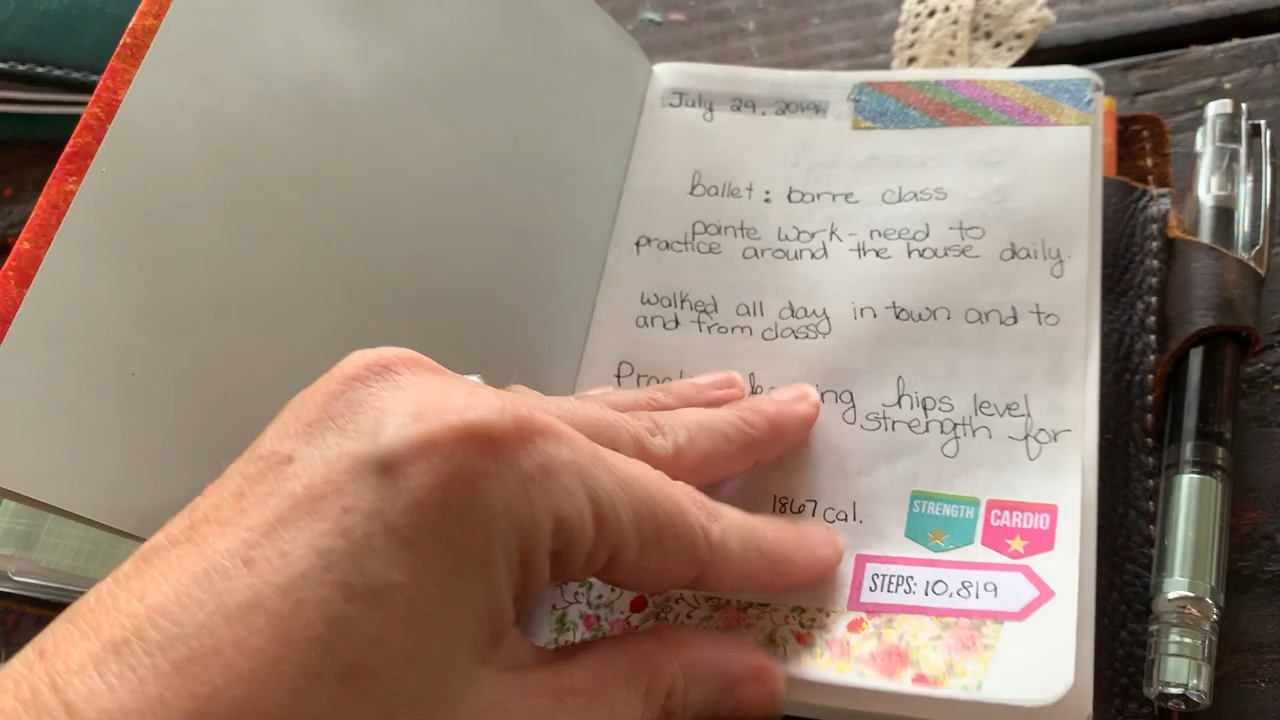 July 29, 2019
ballet: barre class
pointe work - need to
practice around the house daily.
walked all day in town and to
and from class.
hips level
strength for
1867 cal.
STRENGTH
CARDIO
STEPS: 10,819